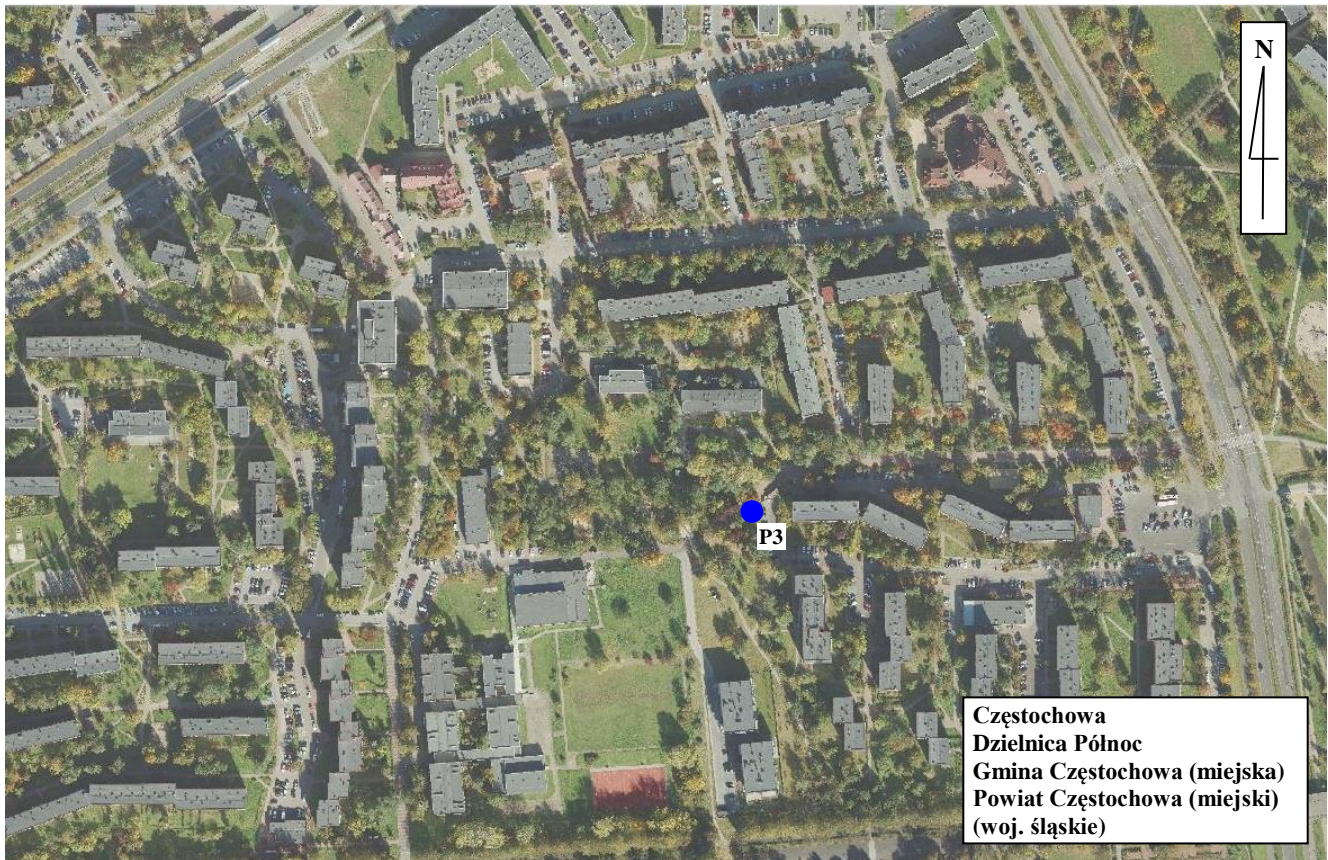 N
P3
Częstochowa
Dzielnica Północ
Gmina Częstochowa (miejska)
Powiat Częstochowa (miejski)
(woj. śląskie)